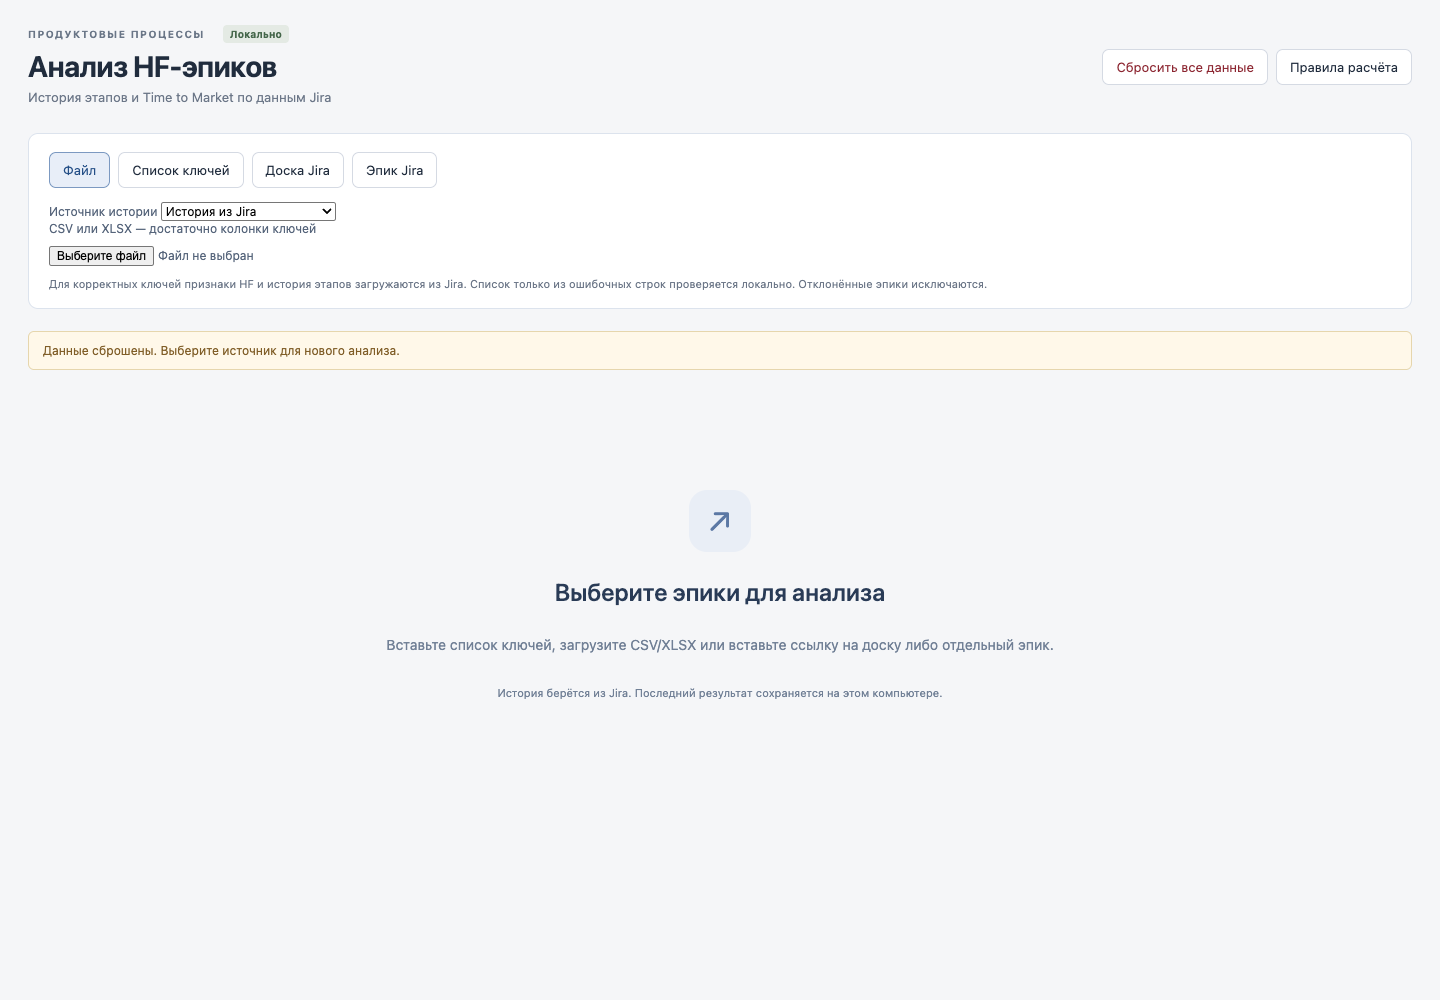 ПРОДУКТОВЫЕ ПРОЦЕССЫ Локально
Анализ HF-эпиков
История этапов и Time to Market по данным Jira
Сбросить все данные Правила расчёта
Файл Список ключей Доска Jira Эпик Jira
Источник истории История из Jira
CSV или XLSX — достаточно колонки ключей
Выберите файл Файл не выбран
Для корректных ключей признаки HF и история этапов загружаются из Jira. Список только из ошибочных строк проверяется локально. Отклонённые эпики исключаются.
Данные сброшены. Выберите источник для нового анализа.
Выберите эпики для анализа
Вставьте список ключей, загрузите CSV/XLSX или вставьте ссылку на доску либо отдельный эпик.
История берётся из Jira. Последний результат сохраняется на этом компьютере.